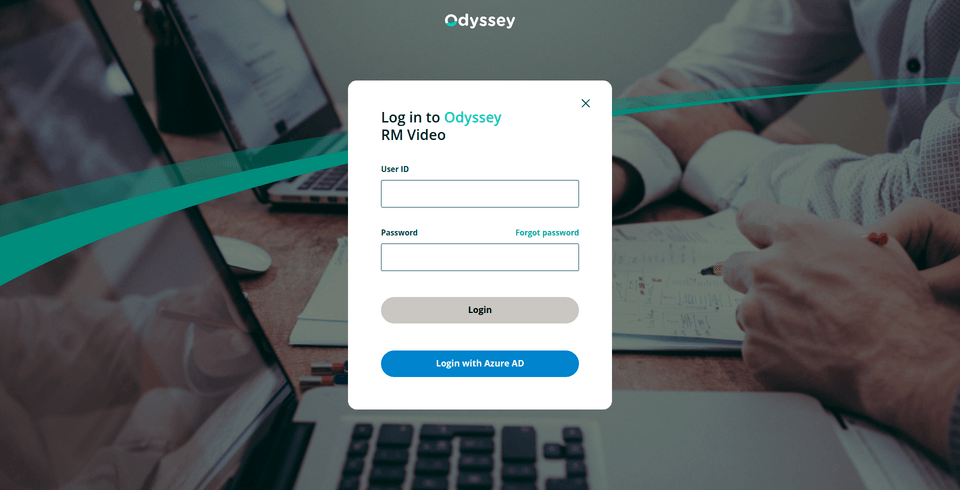 Odyssey
Log in to Odyssey
RM Video
User ID
Password
Forgot password
Login
Login with Azure AD